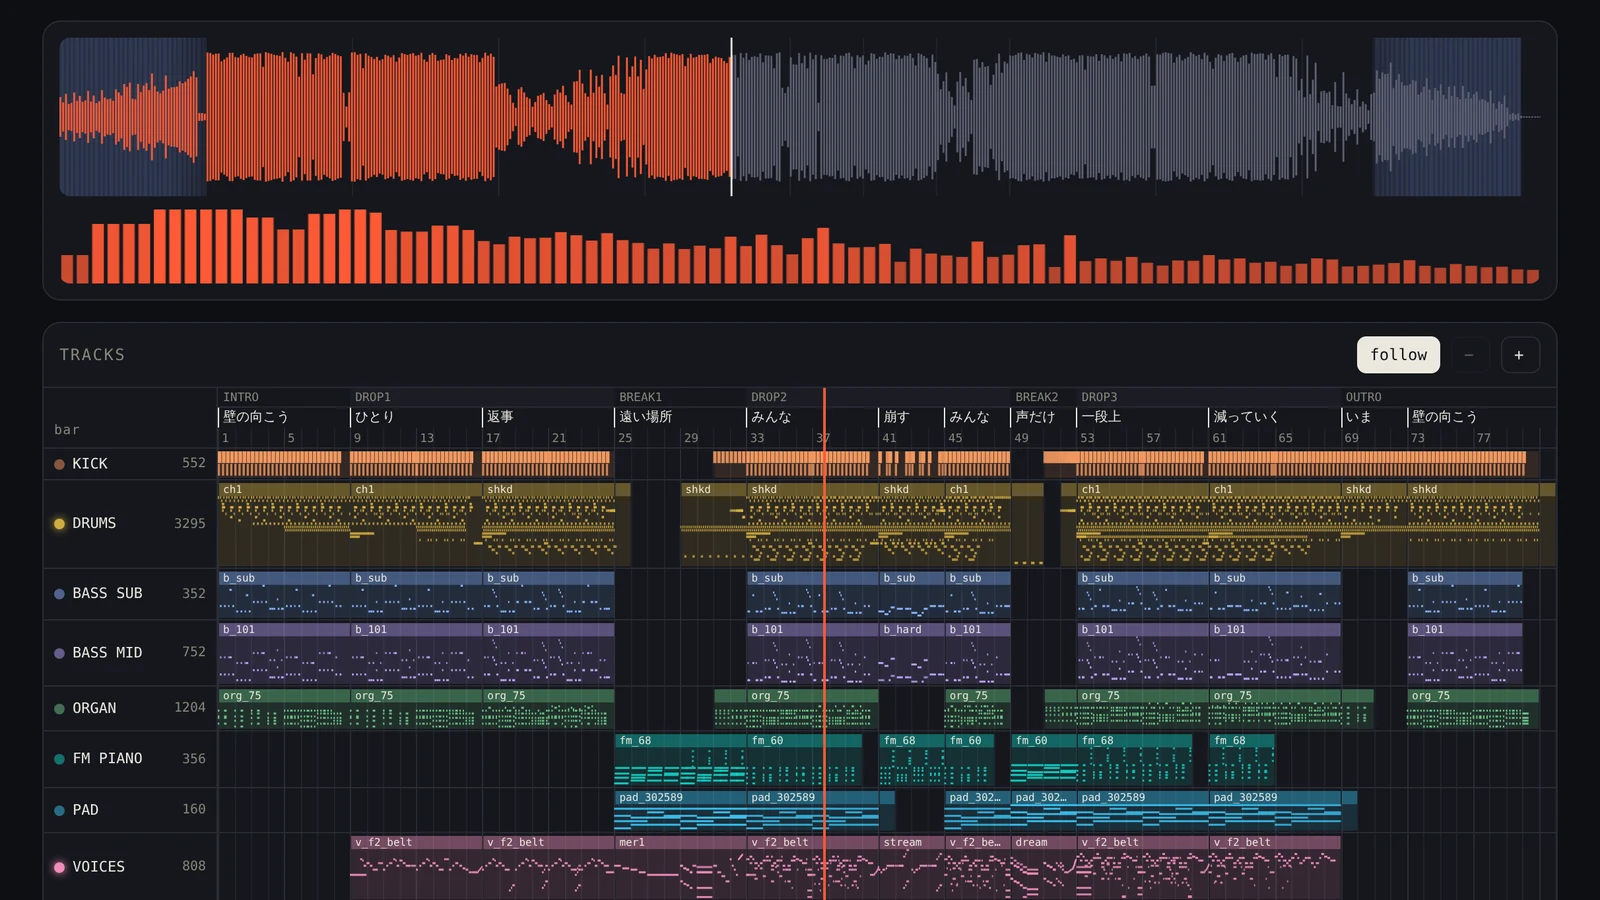 TRACKS
follow
−
+
INTRO DROP1 BREAK1 DROP2 BREAK2 DROP3 OUTRO
壁の向こう ひとり 返事 遠い場所 みんな 崩す みんな 声だけ 一段上 減っていく いま 壁の向こう
bar 1 5 9 13 17 21 25 29 33 37 41 45 49 53 57 61 65 69 73 77
KICK 552
ch1 ch1 shkd shkd shkd shkd ch1 ch1 ch1 shkd shkd
DRUMS 3295
b_sub b_sub b_sub b_sub b_sub b_sub b_sub b_sub b_sub
BASS SUB 352
b_101 b_101 b_101 b_101 b_hard b_101 b_101 b_101 b_101
BASS MID 752
org_75 org_75 org_75 org_75 org_75 org_75 org_75 org_75
ORGAN 1204
fm_68 fm_60 fm_68 fm_60 fm_60 fm_68 fm_68
FM PIANO 356
pad_302589 pad_302589 pad_302… pad_302… pad_302589 pad_302589
PAD 160
v_f2_belt v_f2_belt mer1 v_f2_belt stream v_f2_be… dream v_f2_belt v_f2_belt
VOICES 808